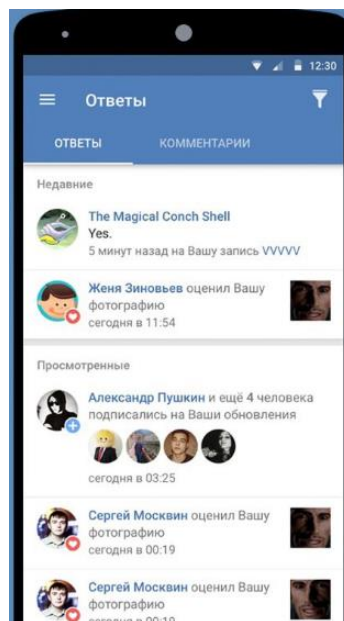 12:30
Ответы
ОТВЕТЫ
КОММЕНТАРИИ
Недавние
The Magical Conch Shell
Yes.
5 минут назад на Вашу запись VVVVV
Женя Зиновьев оценил Вашу
фотографию
сегодня в 11:54
Просмотренные
Александр Пушкин и ещё 4 человека
подписались на Ваши обновления
сегодня в 03:25
Сергей Москвин оценил Вашу
фотографию
сегодня в 00:19
Сергей Москвин оценил Вашу
фотографию